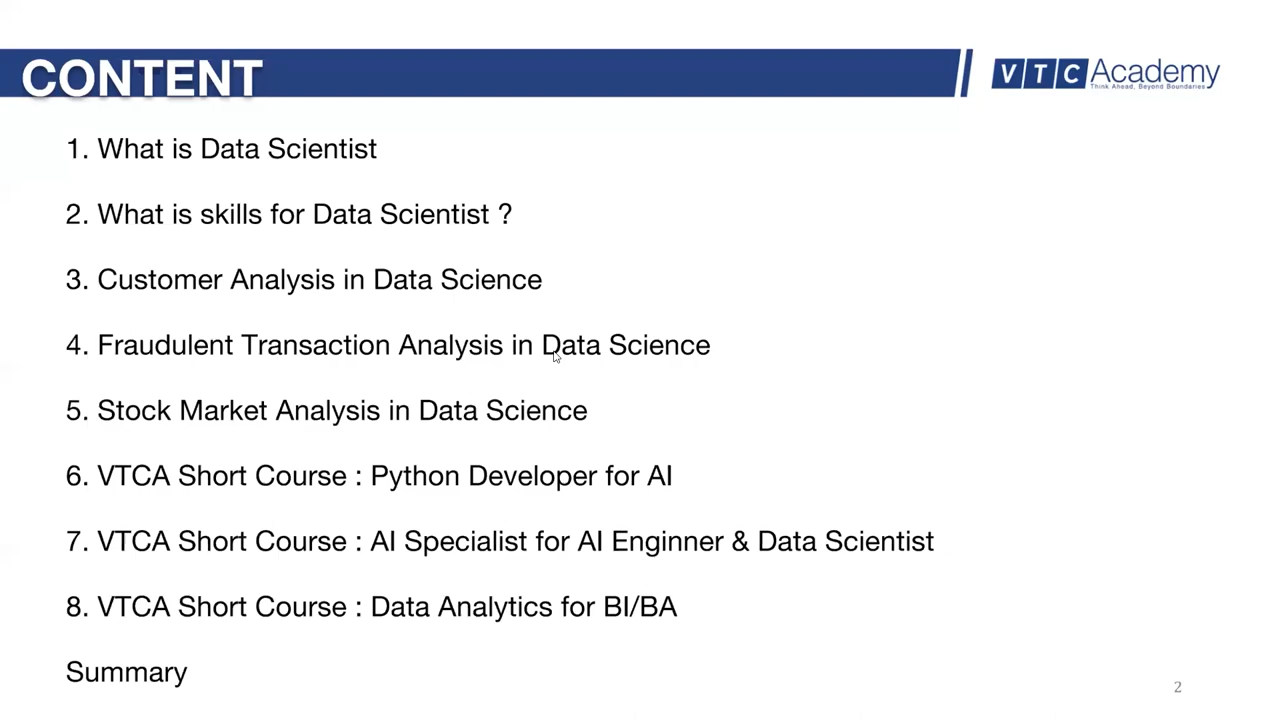 CONTENT
VTC Academy
Think Ahead, Beyond Boundaries
1. What is Data Scientist
2. What is skills for Data Scientist ?
3. Customer Analysis in Data Science
4. Fraudulent Transaction Analysis in Data Science
5. Stock Market Analysis in Data Science
6. VTCA Short Course : Python Developer for AI
7. VTCA Short Course : AI Specialist for AI Enginner & Data Scientist
8. VTCA Short Course : Data Analytics for BI/BA
Summary
2